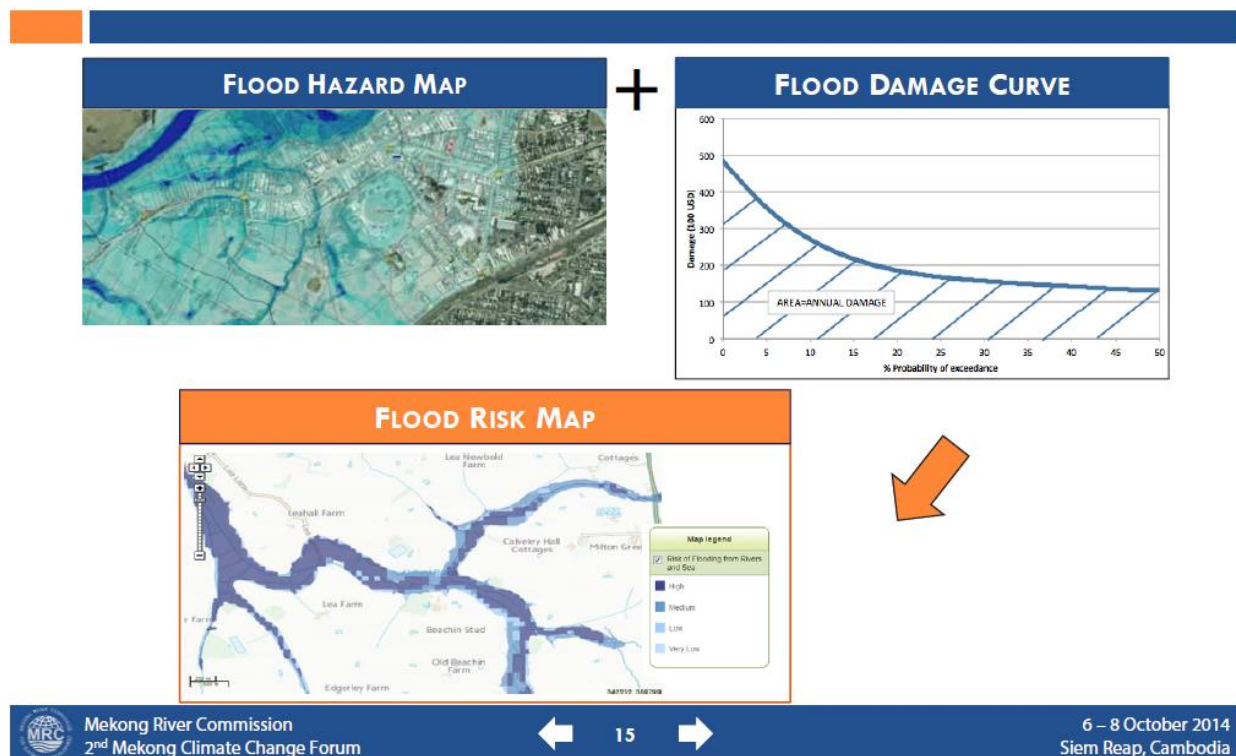 FLOOD HAZARD MAP
+
FLOOD DAMAGE CURVE
600
500
400
300
200
100
0
Damage (100 USD)
AREA=ANNUAL DAMAGE
0 5 10 15 20 25 30 35 40 45 50
% Probability of exceedance
FLOOD RISK MAP
Lea Newbold
Farm
Cottages
Lea Lane
Leahall Farm
Calveley Hall
Cottages
Milton Gree
Lea Farm
Farm
Beachin Stud
Old Beachin
Farm
Edgerley Farm
Map legend
Risk of Flooding from Rivers
and Sea
High
Medium
Low
Very Low
MRC
Mekong River Commission
2nd Mekong Climate Change Forum
15
6 – 8 October 2014
Siem Reap, Cambodia